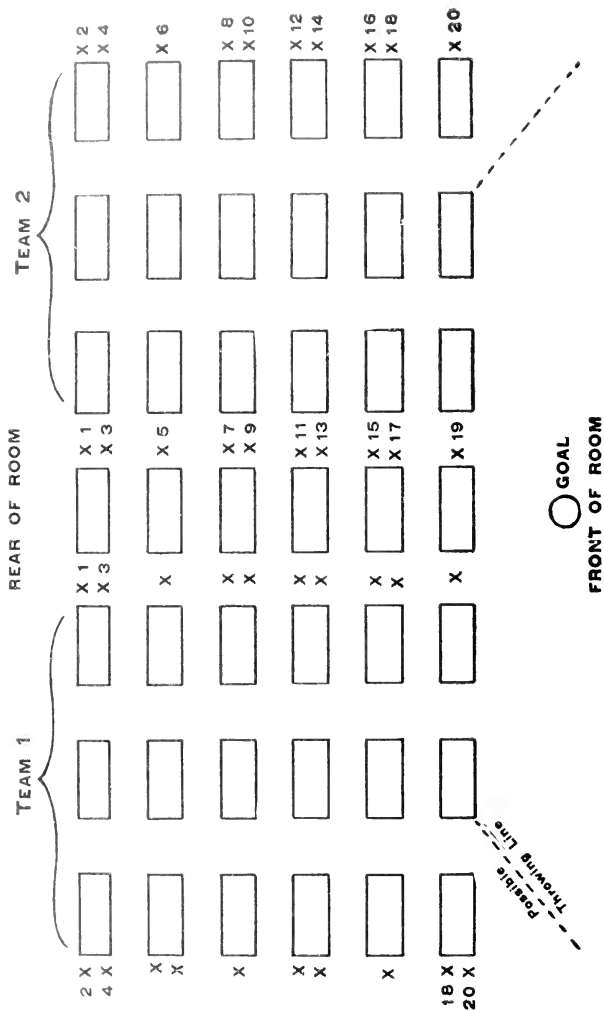 REAR OF ROOM
TEAM 1 TEAM 2
2 X X 1 X 1 X 2
4 X X 3 X 3 X 4
X X X 5 X 6
X
X X X 7 X 8
X X 9 X 10
X X X 11 X 12
X X X 13 X 14
X X X 15 X 16
X X 17 X 18
18 X X X 19 X 20
20 X
Possible
Throwing Line
GOAL
FRONT OF ROOM